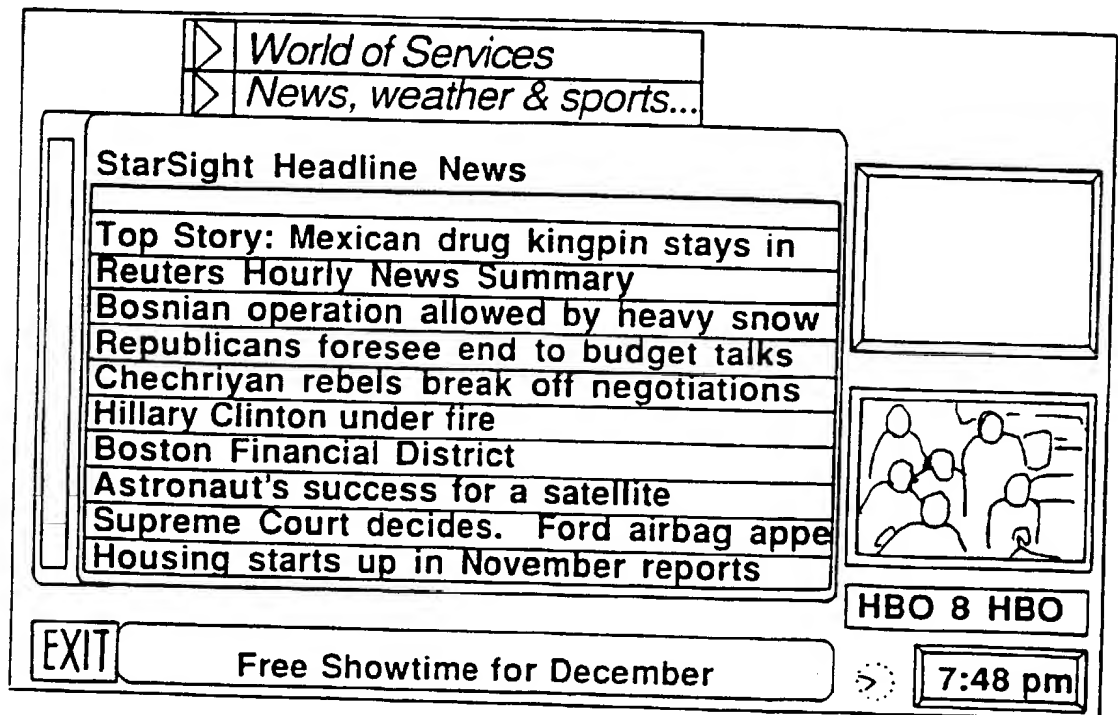 World of Services
News, weather & sports...
StarSight Headline News
Top Story: Mexican drug kingpin stays in
Reuters Hourly News Summary
Bosnian operation allowed by heavy snow
Republicans foresee end to budget talks
Chechriyan rebels break off negotiations
Hillary Clinton under fire
Boston Financial District
Astronaut's success for a satellite
Supreme Court decides. Ford airbag appe
Housing starts up in November reports
HBO 8 HBO
EXIT
Free Showtime for December
7:48 pm